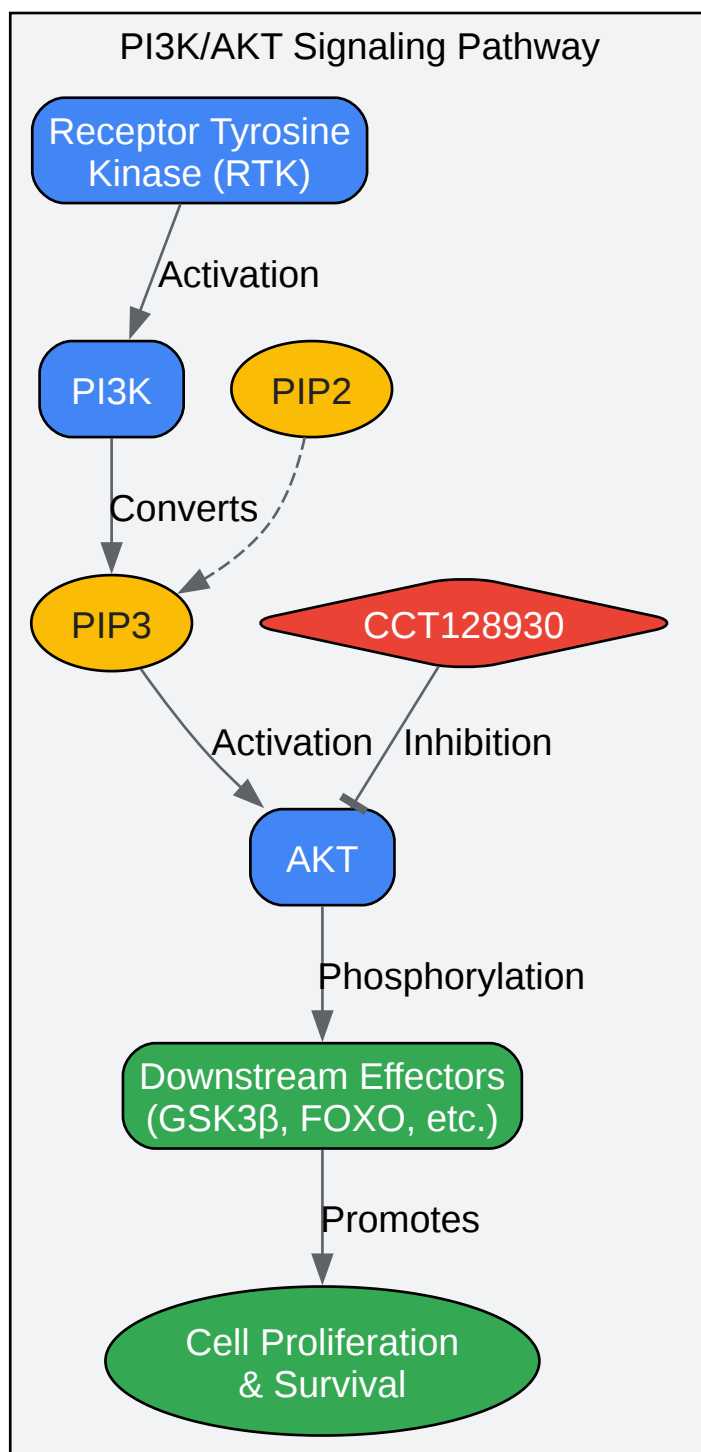 PI3K/AKT Signaling Pathway
Receptor Tyrosine
Kinase (RTK)
Activation
PI3K
PIP2
Converts
PIP3
CCT128930
Activation
Inhibition
AKT
Phosphorylation
Downstream Effectors
(GSK3β, FOXO, etc.)
Promotes
Cell Proliferation
& Survival